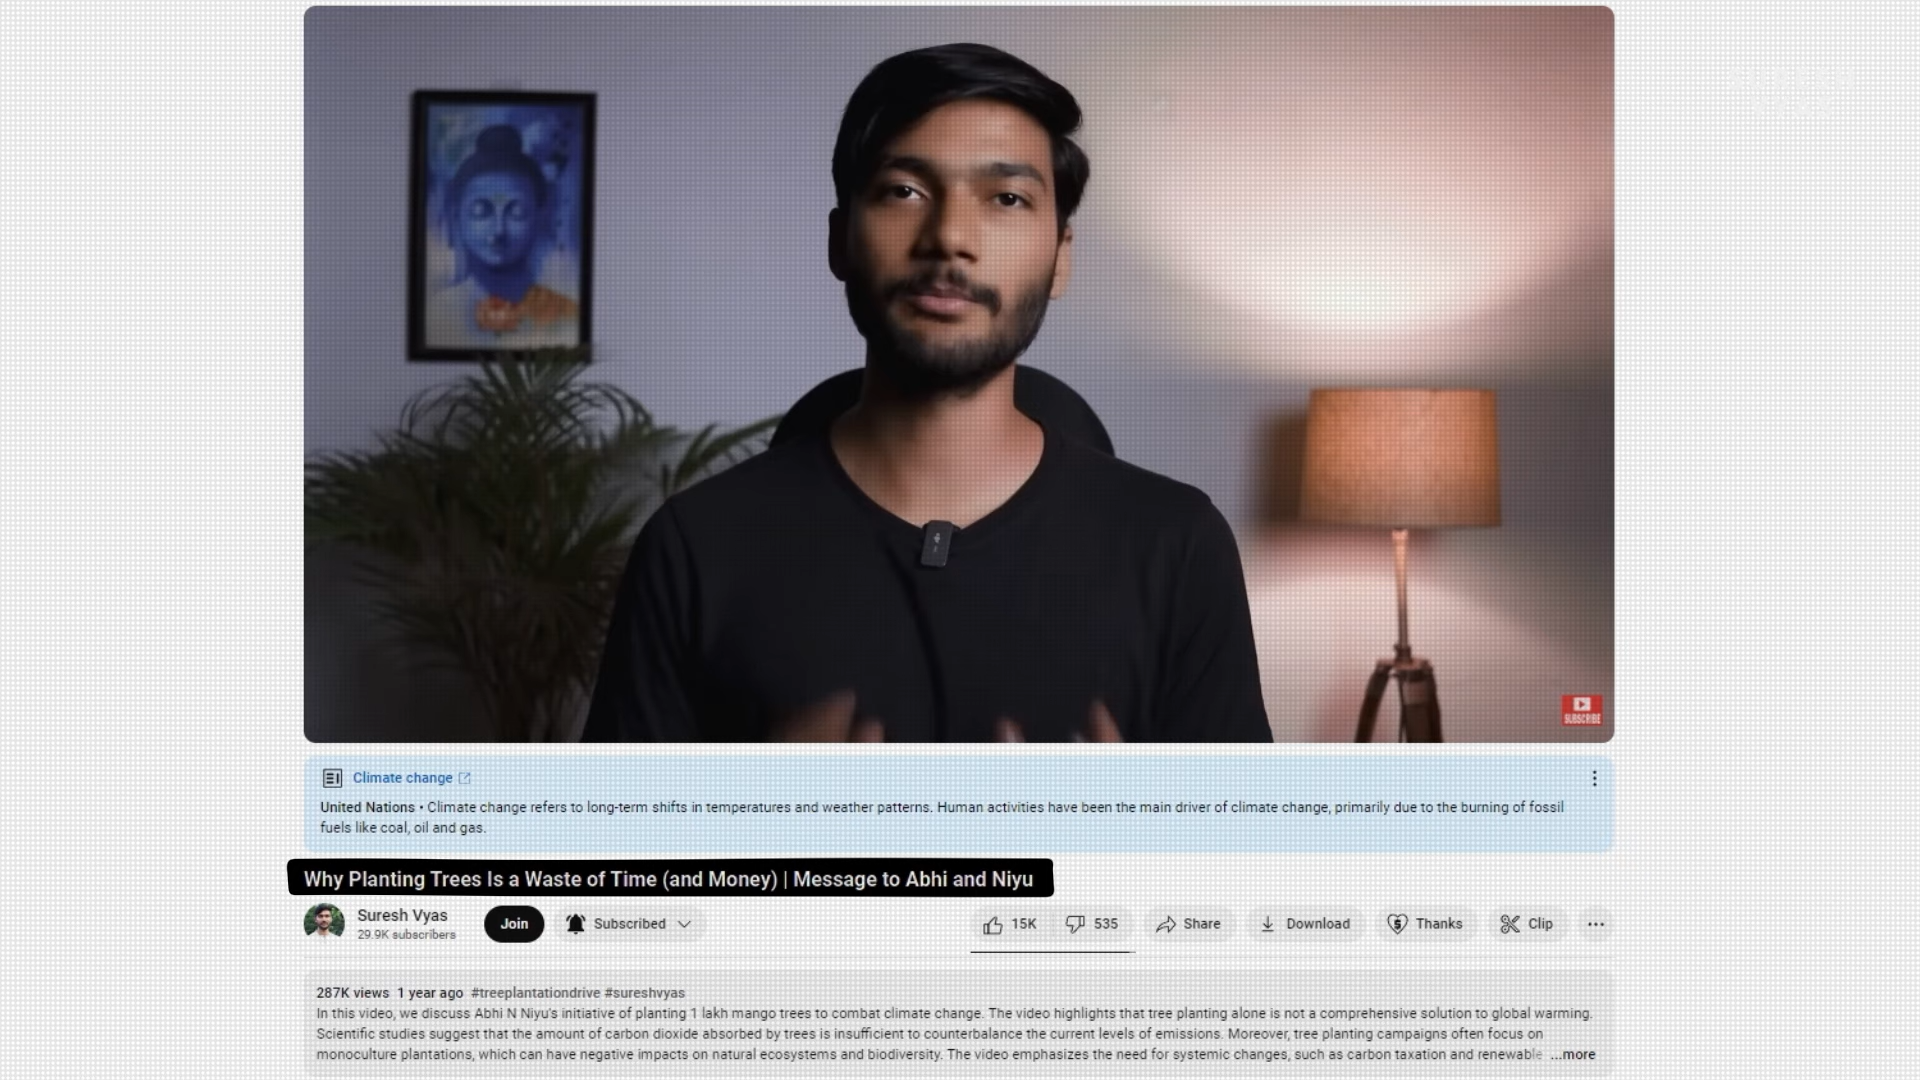 SUBSCRIBE
Climate change
United Nations • Climate change refers to long-term shifts in temperatures and weather patterns. Human activities have been the main driver of climate change, primarily due to the burning of fossil
fuels like coal, oil and gas.
Why Planting Trees Is a Waste of Time (and Money) | Message to Abhi and Niyu
Suresh Vyas
29.9K subscribers
Join
Subscribed
15K
535
Share
Download
Thanks
Clip
287K views 1 year ago #treeplantationdrive #sureshvyas
In this video, we discuss Abhi N Niyu's initiative of planting 1 lakh mango trees to combat climate change. The video highlights that tree planting alone is not a comprehensive solution to global warming.
Scientific studies suggest that the amount of carbon dioxide absorbed by trees is insufficient to counterbalance the current levels of emissions. Moreover, tree planting campaigns often focus on
monoculture plantations, which can have negative impacts on natural ecosystems and biodiversity. The video emphasizes the need for systemic changes, such as carbon taxation and renewable ...more